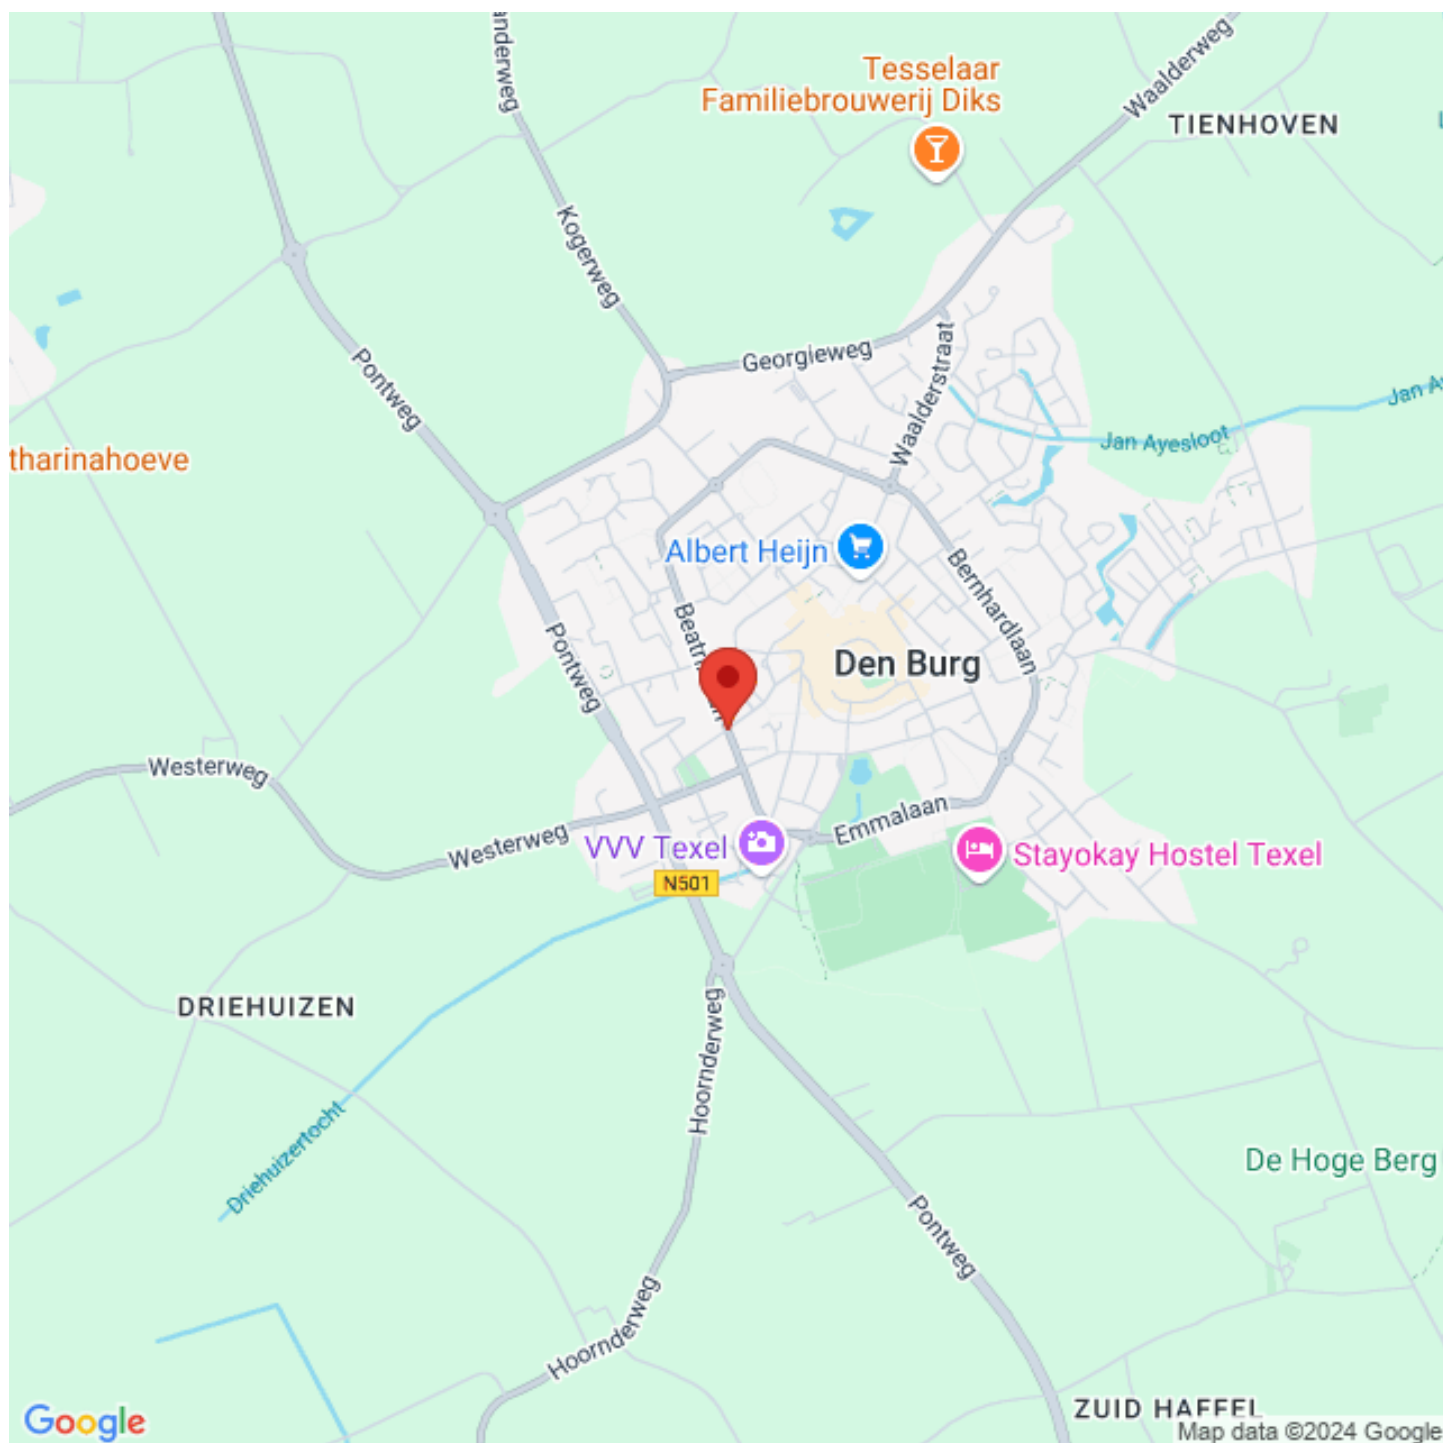 Tesselaar
Familiebrouwerij Diks
Waalderweg
TIENHOVEN
Kogerweg
Georgieweg
Waalderstraat
Pontweg
Jan Ayesloot
tharinahoeve
Albert Heijn
Bernhardlaan
Pontweg
Den Burg
Westerweg
Westerweg
VVV Texel
Emmalaan
Stayokay Hostel Texel
N501
DRIEHUIZEN
Hoornderweg
Driehuizertocht
De Hoge Berg
Pontweg
Hoornderweg
ZUID HAFFEL
Google
Map data ©2024 Google